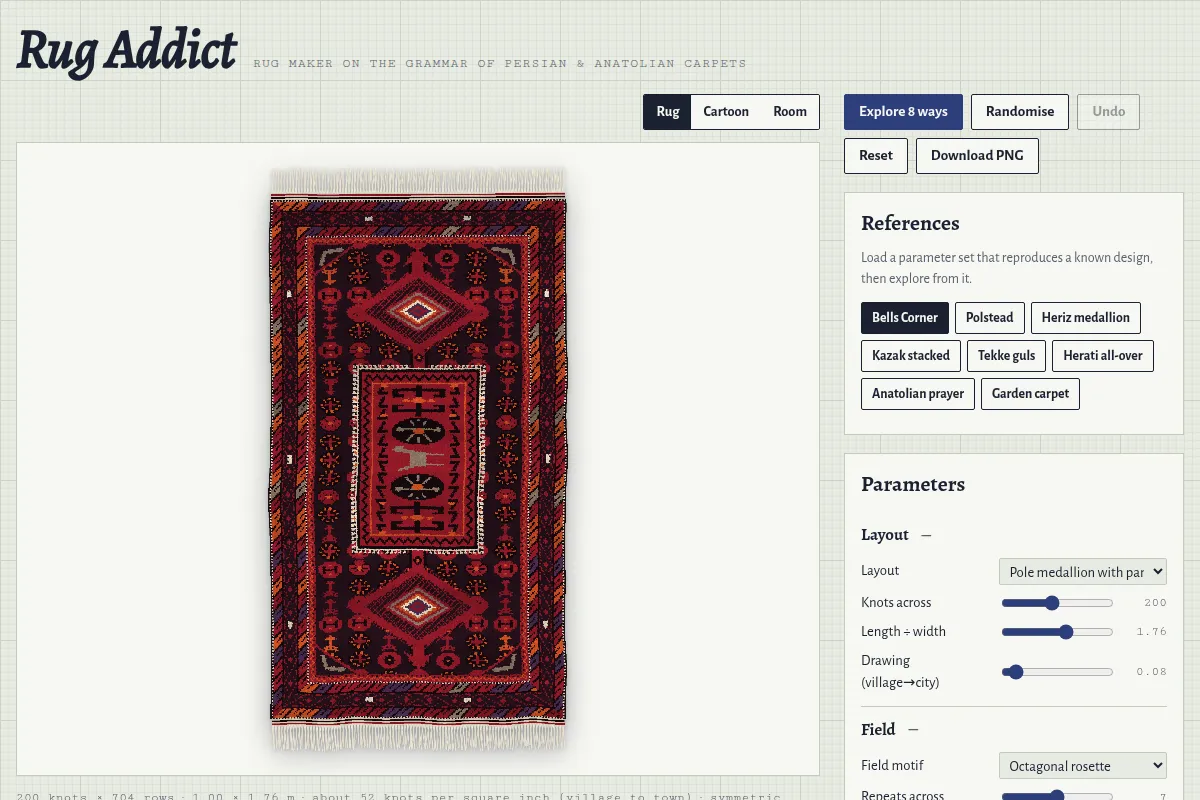 Rug Addict
RUG MAKER ON THE GRAMMAR OF PERSIAN & ANATOLIAN CARPETS
Rug Cartoon Room
Explore 8 ways Randomise Undo
Reset Download PNG
References
Load a parameter set that reproduces a known design,
then explore from it.
Bells Corner Polstead Heriz medallion
Kazak stacked Tekke guls Herati all-over
Anatolian prayer Garden carpet
Parameters
Layout —
Layout Pole medallion with par
Knots across 200
Length ÷ width 1.76
Drawing
(village→city) 0.08
Field —
Field motif Octagonal rosette
Repeats across 7
200 knots × 704 rows · 1.00 × 1.76 m · about 52 knots per square inch (village to town) · symmetric